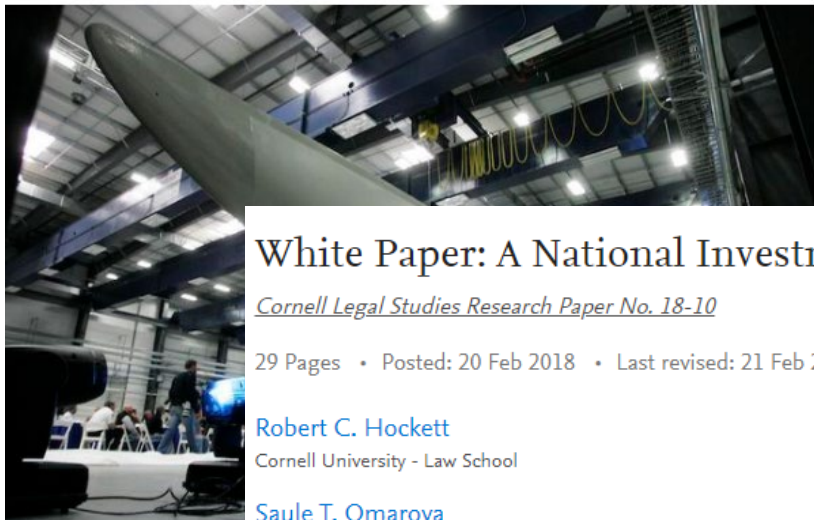 White Paper: A National
Cornell Legal Studies Research Paper No. 18-10
29 Pages • Posted: 20 Feb 2018 • Last revised: 21 Feb
Robert C. Hockett
Cornell University - Law School
Saule T. Omarova